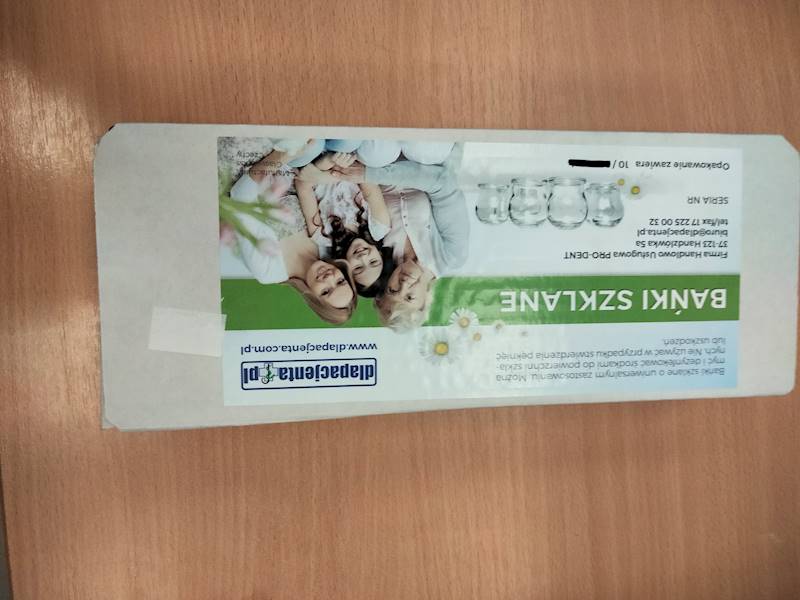 Bańki szklane o uniwersalnym zastosowaniu. Można
myć i dezynfekować środkami do powierzchni szkla-
nych. Nie używać w przypadku stwierdzenia pęknięć
lub uszkodzeń.
dlapacjenta.pl
www.dlapacjenta.com.pl
BAŃKI SZKLANE
Firma Handlowo Usługowa PRO-DENT
37-123 Handzlówka 5a
biuro@dlapacjenta.pl
tel/fax 17 225 00 32
SERIA NR
Opakowanie zawiera 10 /
Czechy